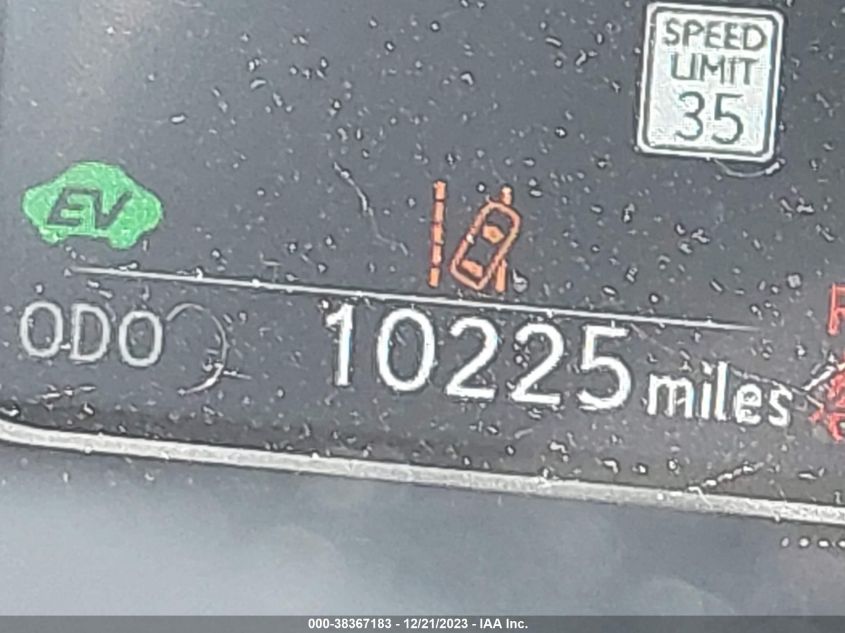 SPEED
LIMIT
35
EV
ODO 10225 miles
000-38367183 - 12/21/2023 - IAA Inc.